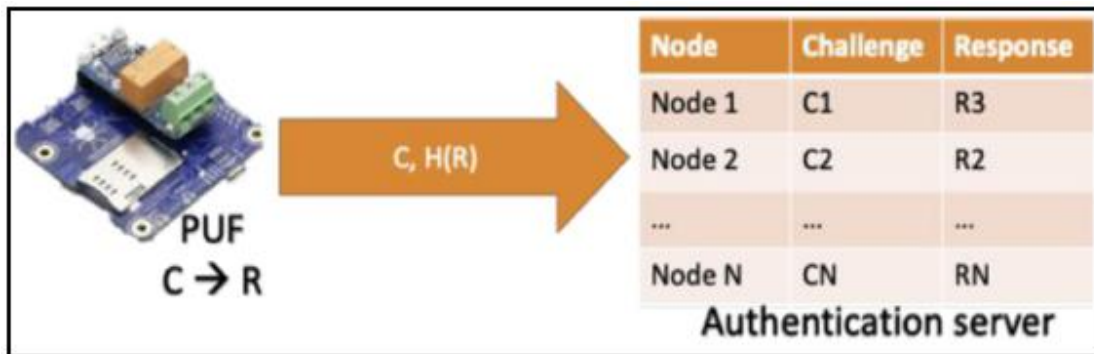 Node Challenge Response
Node 1 C1 R3
Node 2 C2 R2
... ... ...
Node N CN RN
C, H(R)
PUF
C → R
Authentication server